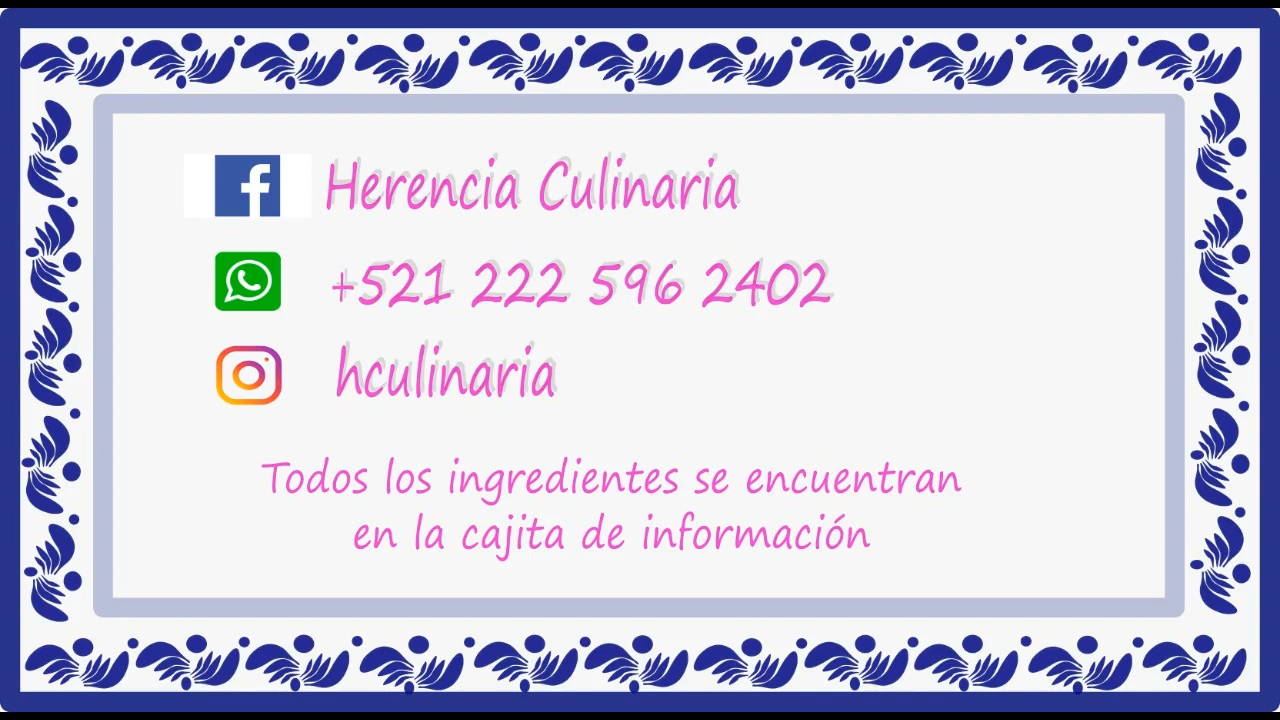 Herencia Culinaria
+521 222 596 2402
hculinaria
Todos los ingredientes se encuentran
en la cajita de información